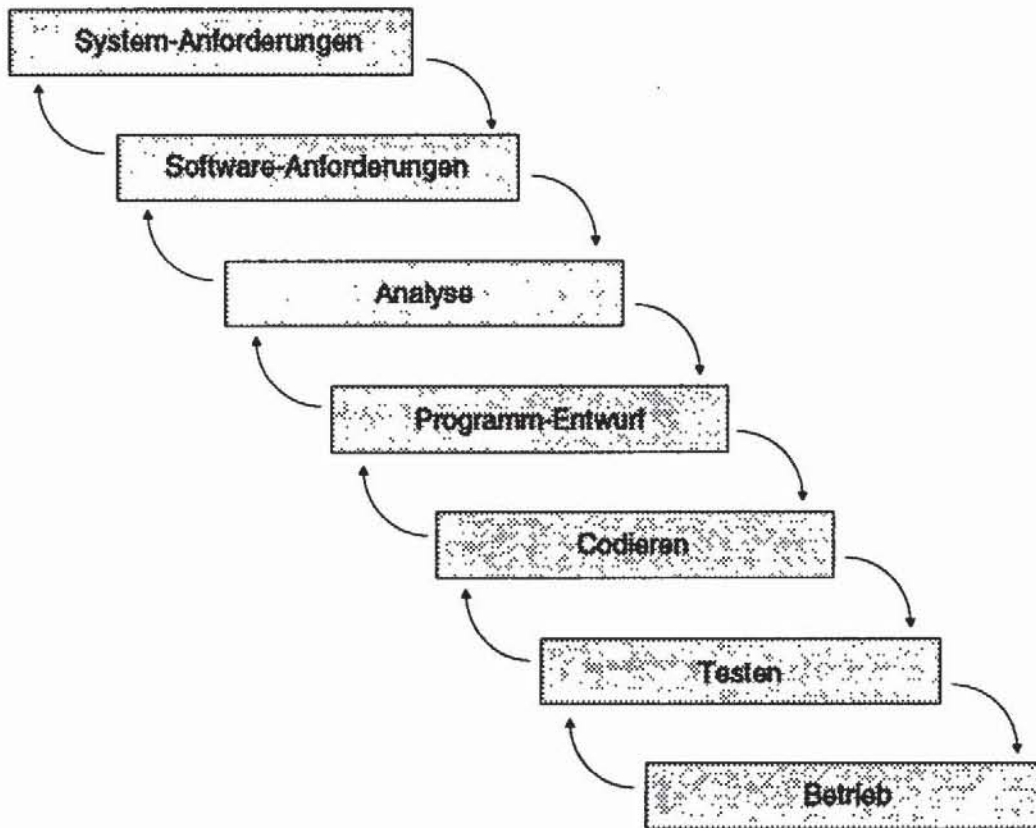 System-Anforderungen
Software-Anforderungen
Analyse
Programm-Entwurf
Codieren
Testen
Betrieb